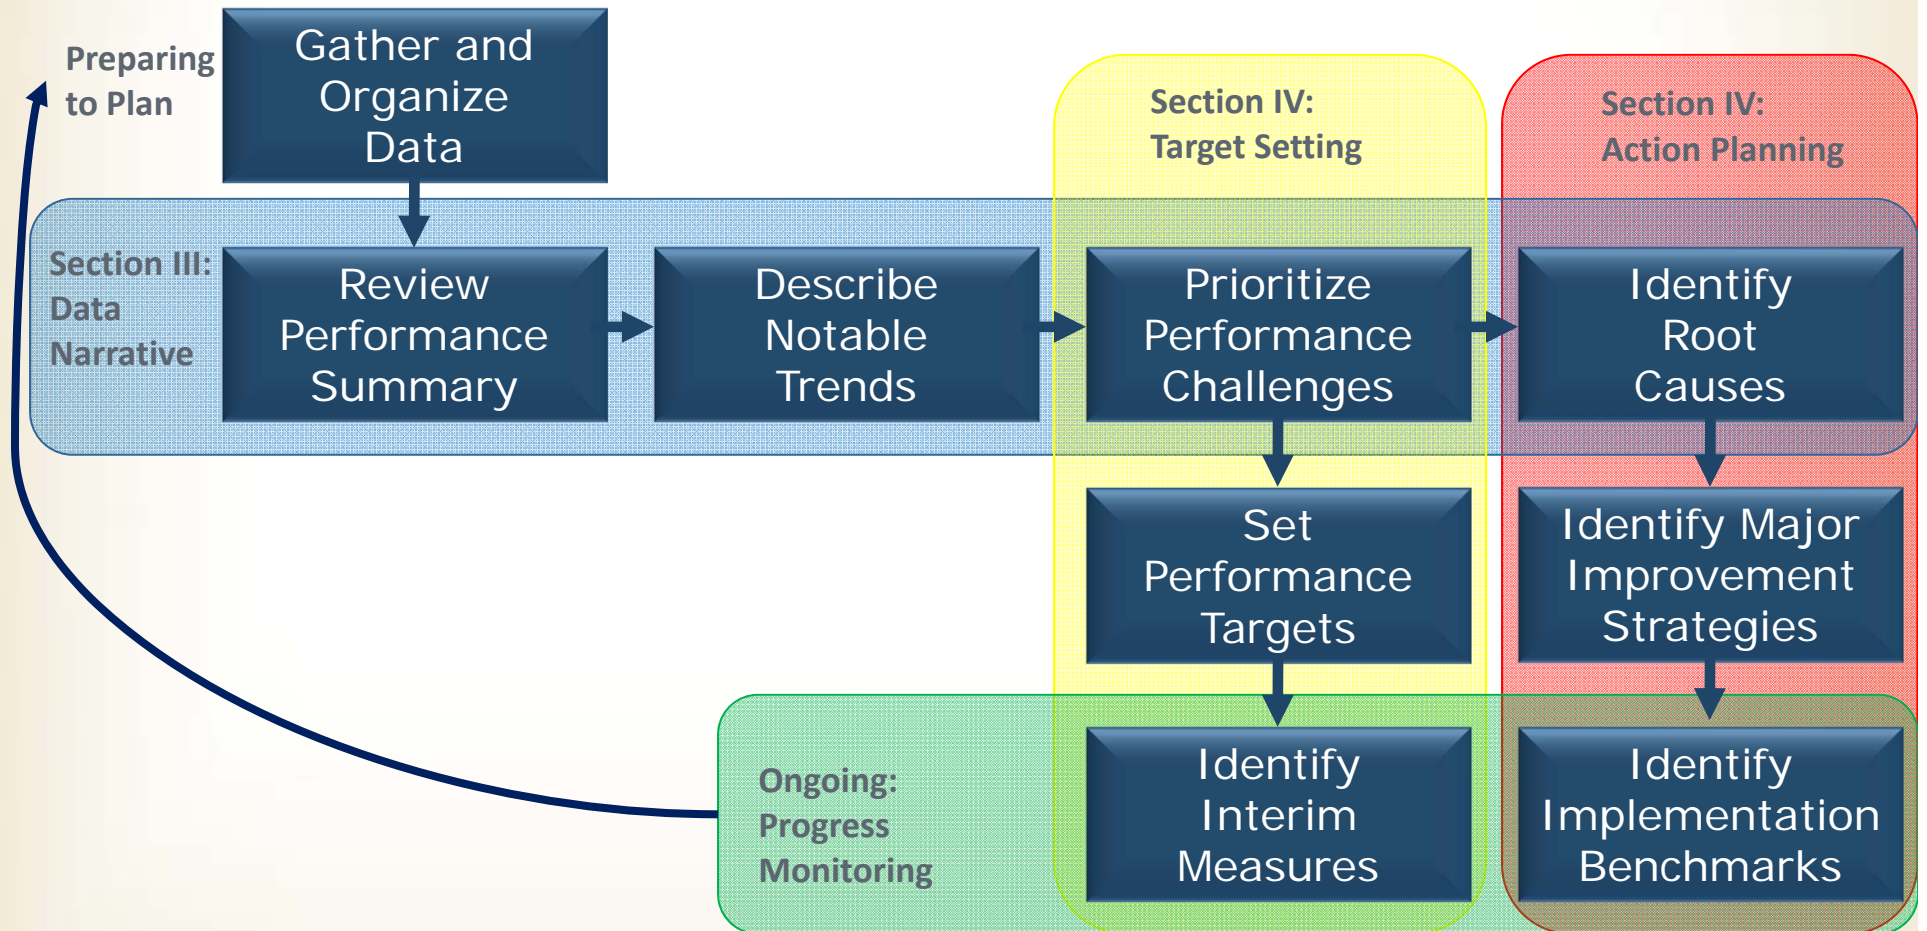 Preparing
to Plan
Gather and
Organize
Data
Section IV:
Target Setting
Section IV:
Action Planning
Section III:
Data
Narrative
Review
Performance
Summary
Describe
Notable
Trends
Prioritize
Performance
Challenges
Identify
Root
Causes
Set
Performance
Targets
Identify Major
Improvement
Strategies
Ongoing:
Progress
Monitoring
Identify
Interim
Measures
Identify
Implementation
Benchmarks